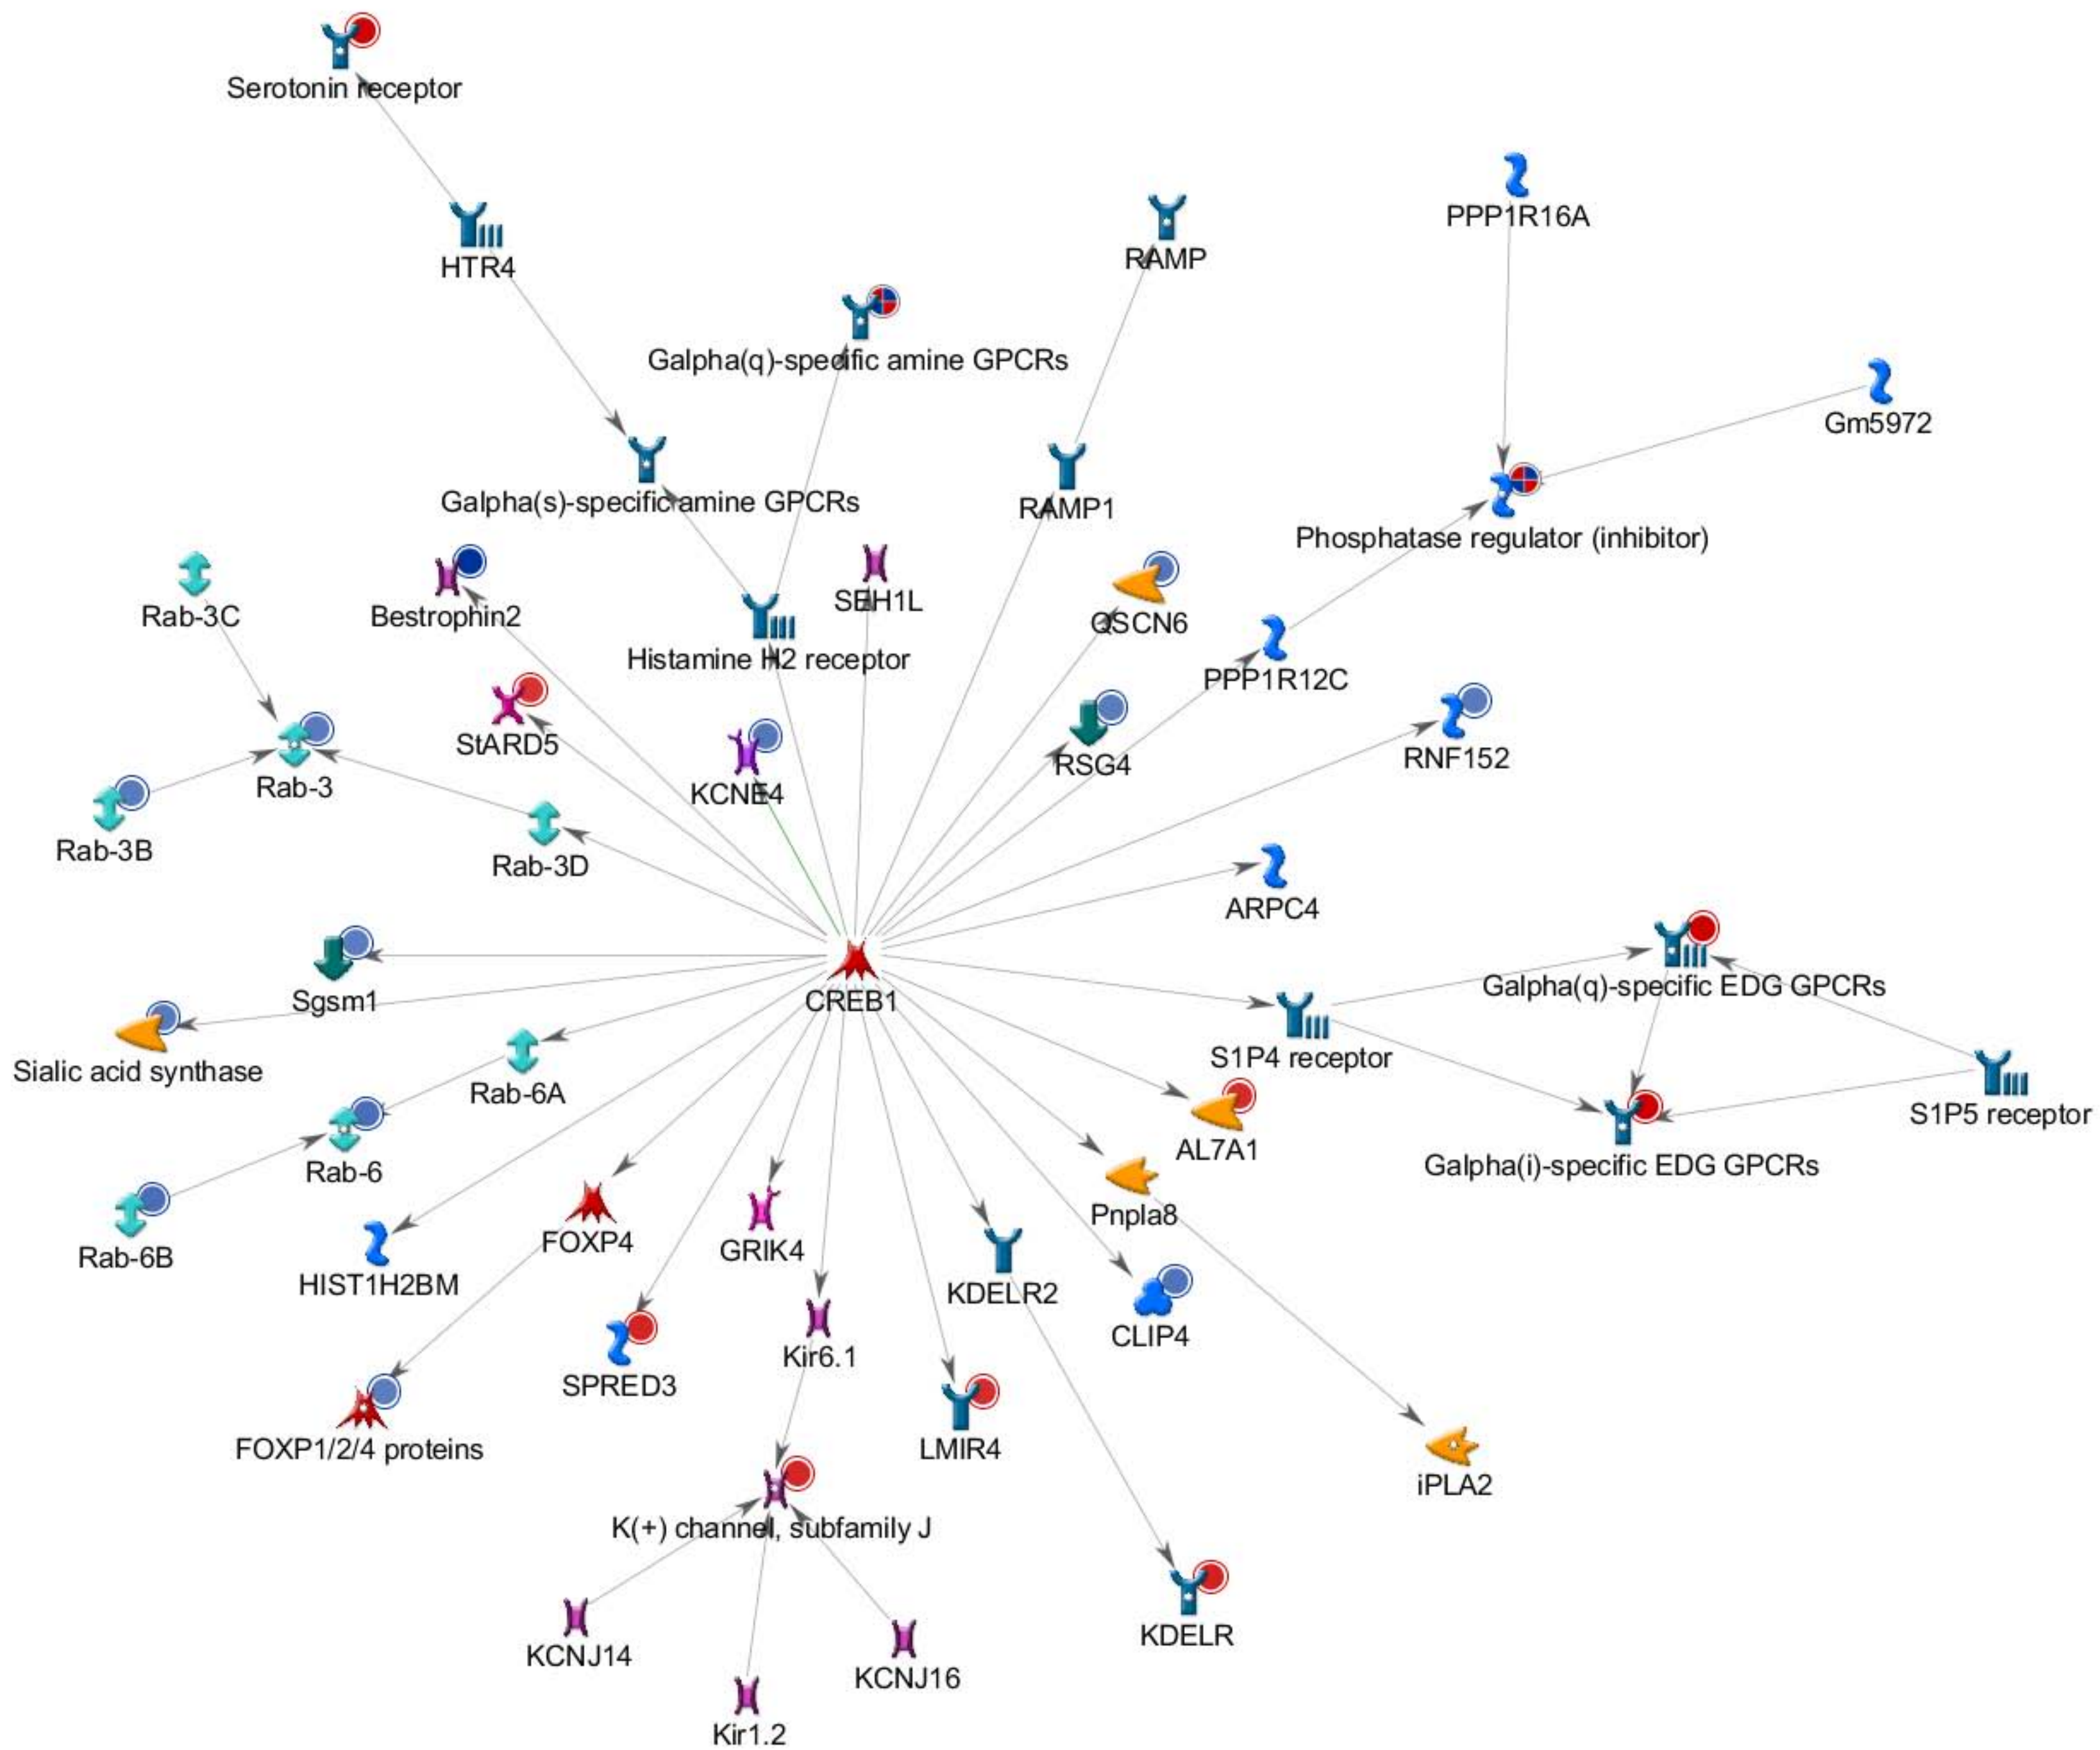 Serotonin receptor
PPP1R16A
RAMP
HTR4
Galpha(q)-specific amine GPCRs
Gm5972
Galpha(s)-specific amine GPCRs
RAMP1
Phosphatase regulator (inhibitor)
Rab-3C
Bestrophin2
SEH1L
QSCN6
Histamine H2 receptor
PPP1R12C
StARD5
RSG4
RNF152
Rab-3
KCNE4
Rab-3B
Rab-3D
ARPC4
Galpha(q)-specific EDG GPCRs
Sgsm1
CREB1
Sialic acid synthase
S1P4 receptor
Rab-6A
S1P5 receptor
AL7A1
Rab-6
Galpha(i)-specific EDG GPCRs
Pnpla8
Rab-6B
FOXP4
GRIK4
HIST1H2BM
KDELR2
CLIP4
Kir6.1
SPRED3
FOXP1/2/4 proteins
LMIR4
iPLA2
K(+) channel, subfamily J
KDELR
KCNJ14
KCNJ16
Kir1.2